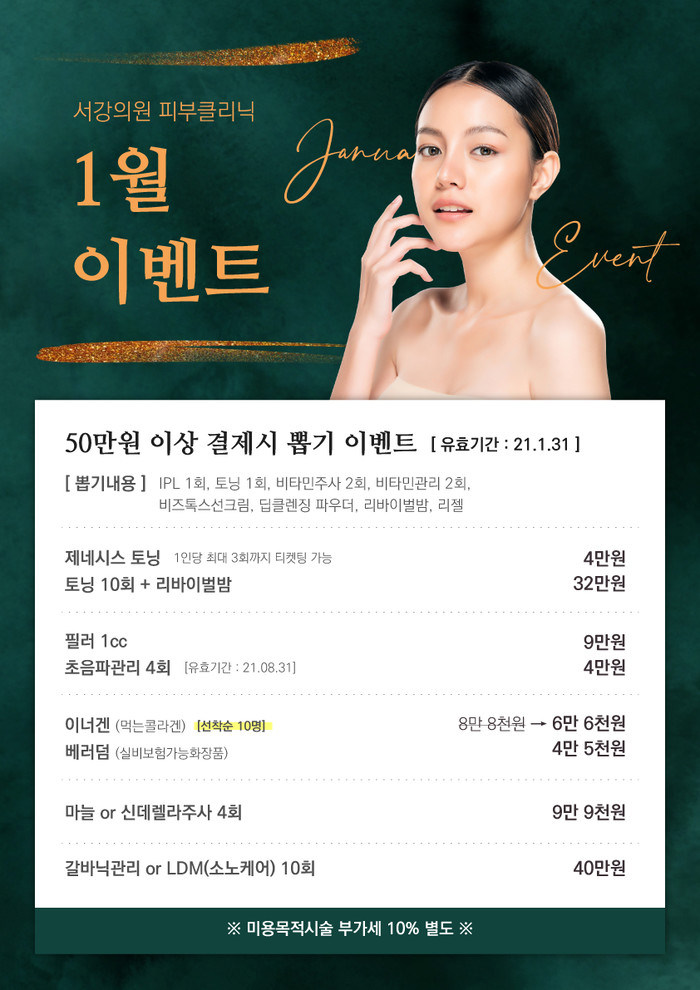 서강의원 피부클리닉
1월
이벤트
Janua
Event
50만원 이상 결제시 뽑기 이벤트 [ 유효기간 : 21.1.31 ]
[ 뽑기내용 ] IPL 1회, 토닝 1회, 비타민주사 2회, 비타민관리 2회,
비즈톡스선크림, 딥클렌징 파우더, 리바이벌밤, 리젤
제네시스 토닝 1인당 최대 3회까지 티켓팅 가능 4만원
토닝 10회 + 리바이벌밤 32만원
필러 1cc 9만원
초음파관리 4회 [유효기간 : 21.08.31] 4만원
이너겐 (먹는콜라겐) [선착순 10명] 8만 8천원 → 6만 6천원
베러덤 (실비보험가능화장품) 4만 5천원
마늘 or 신데렐라주사 4회 9만 9천원
갈바닉관리 or LDM(소노케어) 10회 40만원
※ 미용목적시술 부가세 10% 별도 ※